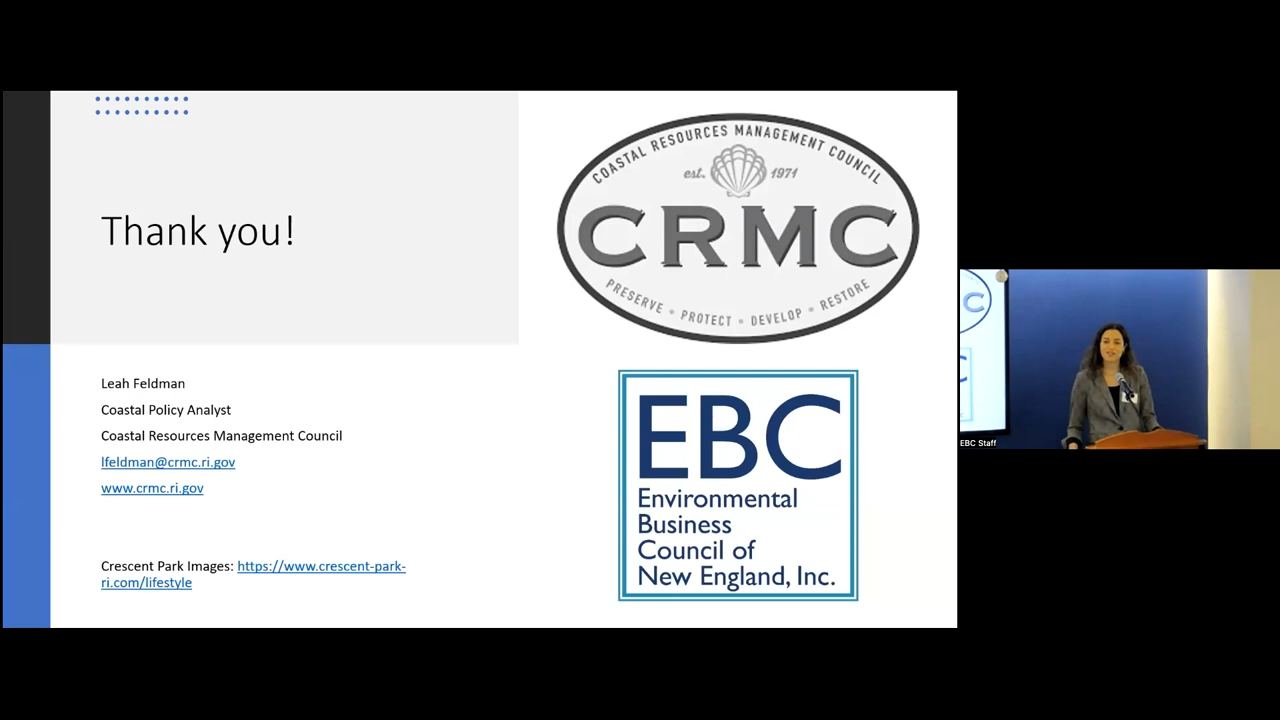 Thank you!
COASTAL RESOURCES MANAGEMENT COUNCIL
est. 1971
CRMC
PRESERVE • PROTECT • DEVELOP • RESTORE
Leah Feldman
Coastal Policy Analyst
Coastal Resources Management Council
lfeldman@crmc.ri.gov
www.crmc.ri.gov
Crescent Park Images: https://www.crescent-park-
ri.com/lifestyle
EBC
Environmental
Business
Council of
New England, Inc.
C
EBC Staff